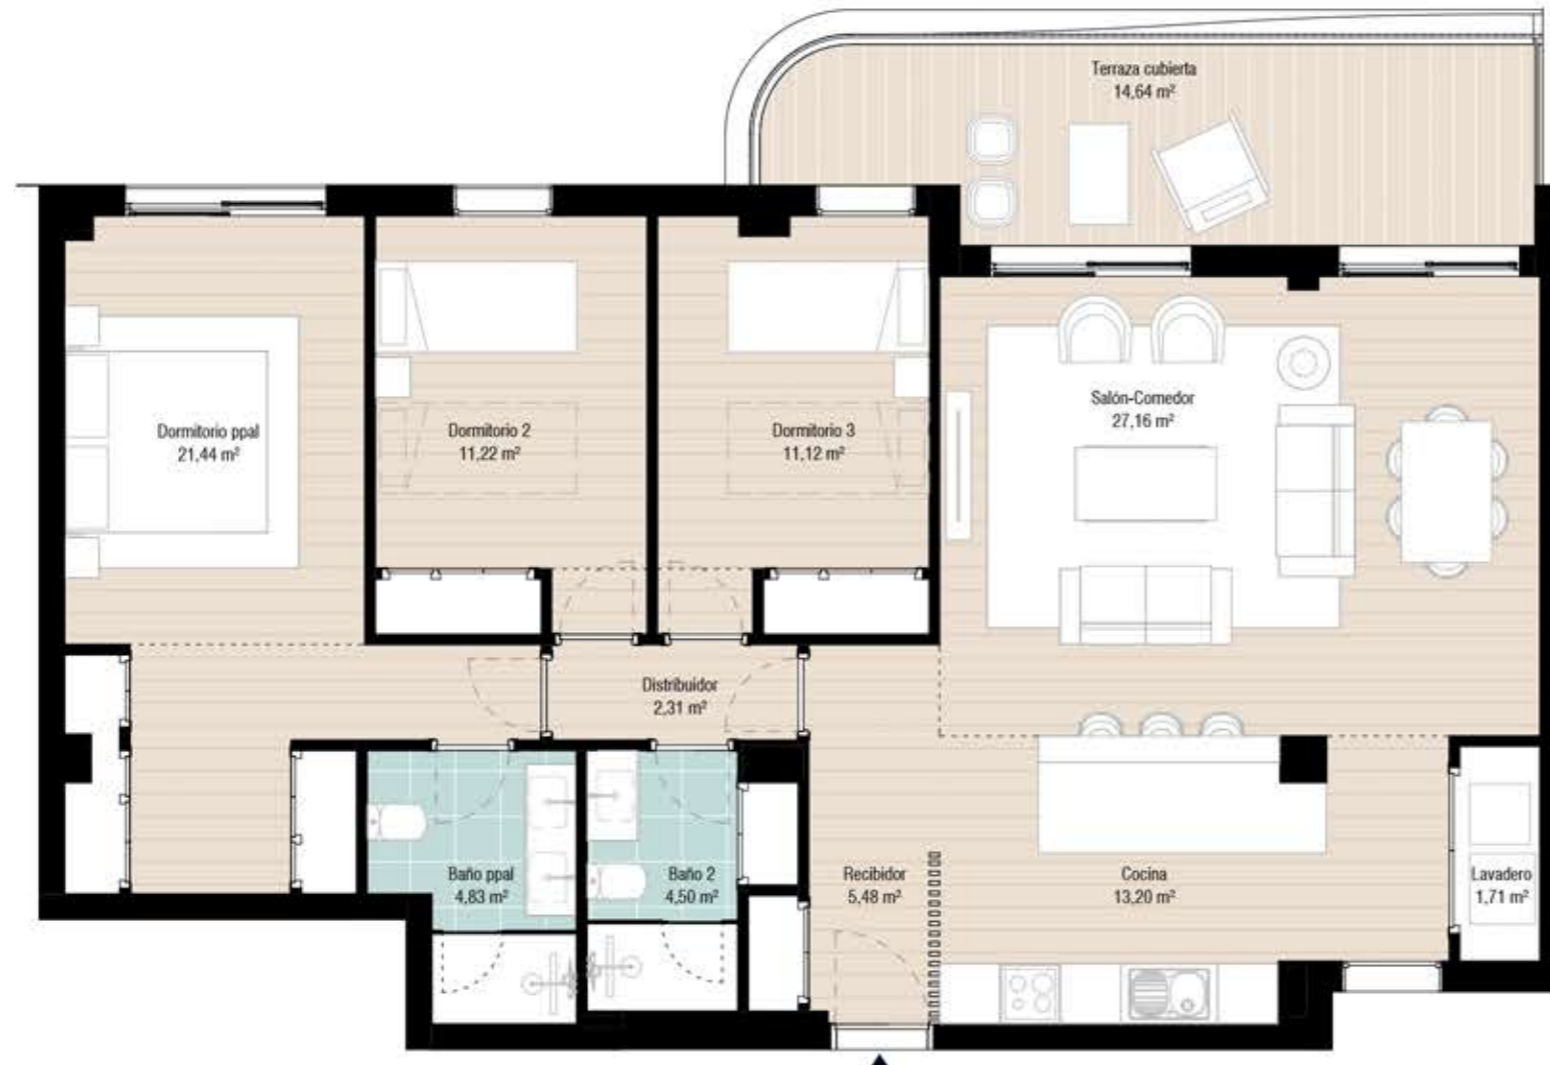 Terraza cubierta
14,64 m²
Dormitorio ppal
21,44 m²
Dormitorio 2
11,22 m²
Dormitorio 3
11,12 m²
Salón-Comedor
27,16 m²
Distribuidor
2,31 m²
Baño ppal
4,83 m²
Baño 2
4,50 m²
Recibidor
5,48 m²
Cocina
13,20 m²
Lavadero
1,71 m²